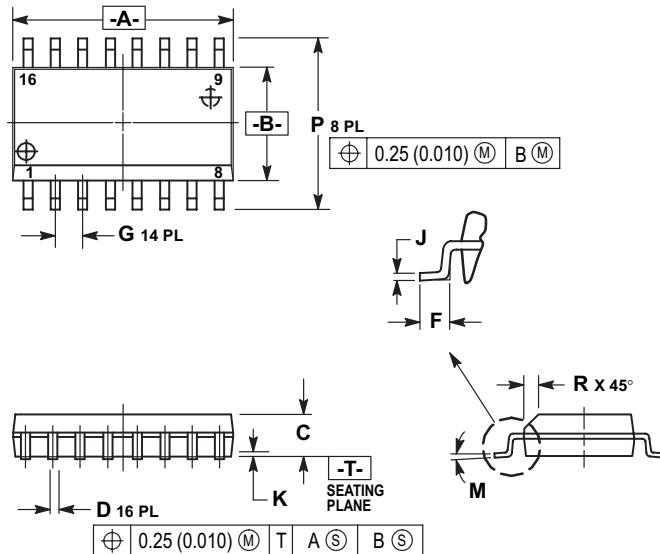 -A-
16 9
-B-
P 8 PL
⌖ 0.25 (0.010) Ⓜ B Ⓜ
1 8
G 14 PL
J
F
R X 45°
C
-T-
SEATING
PLANE
K
M
D 16 PL
⌖ 0.25 (0.010) Ⓜ T A Ⓢ B Ⓢ